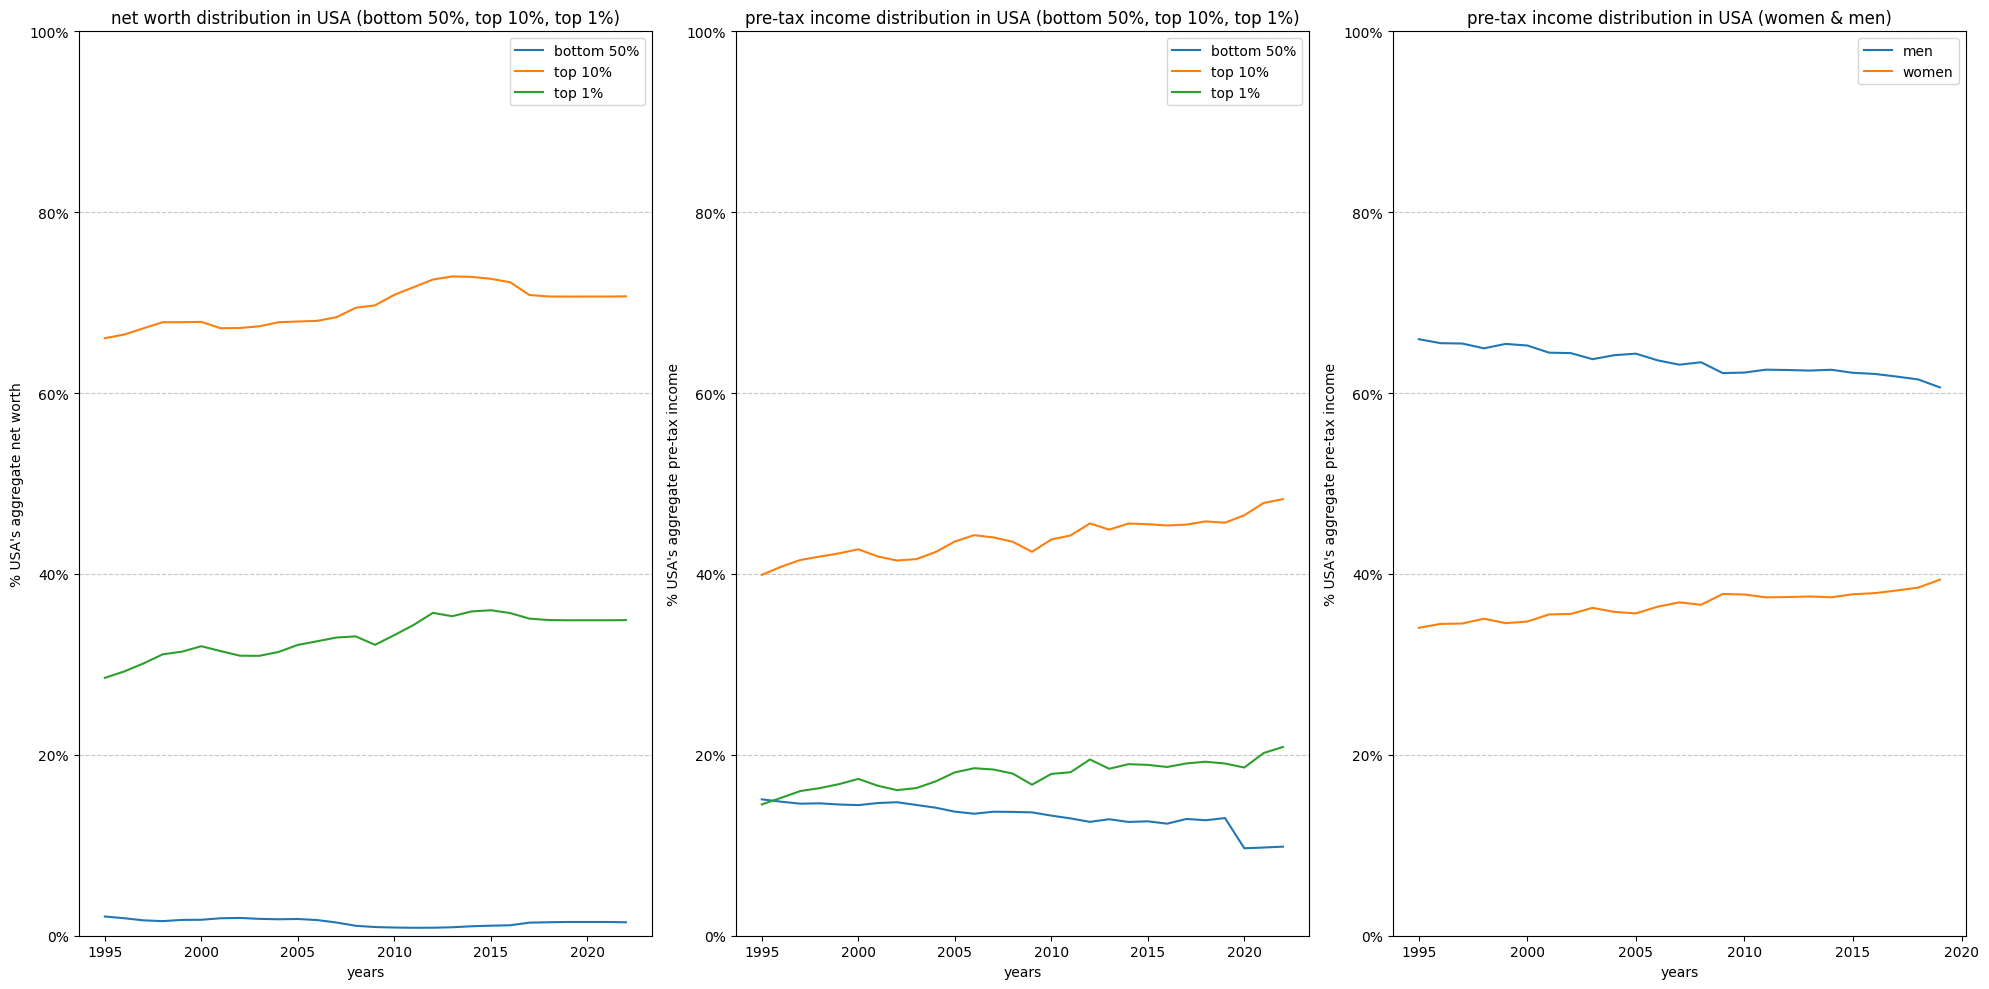 net worth distribution in USA (bottom 50%, top 10%, top 1%)
100%
80%
60%
40%
20%
0%
% USA's aggregate net worth
bottom 50%
top 10%
top 1%
1995
2000
2005
2010
2015
2020
years
pre-tax income distribution in USA (bottom 50%, top 10%, top 1%)
100%
80%
60%
40%
20%
0%
% USA's aggregate pre-tax income
bottom 50%
top 10%
top 1%
1995
2000
2005
2010
2015
2020
years
pre-tax income distribution in USA (women & men)
100%
80%
60%
40%
20%
0%
% USA's aggregate pre-tax income
men
women
1995
2000
2005
2010
2015
2020
years